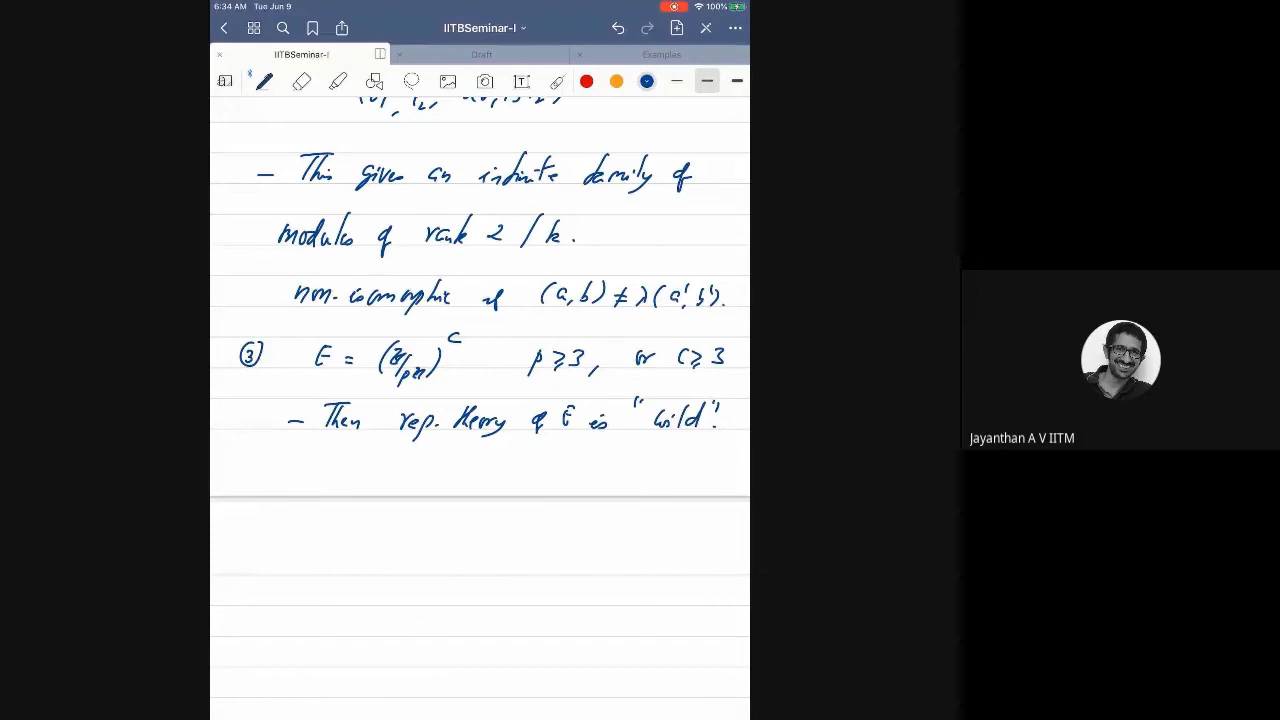 6:34 AM Tue Jun 9
100%
IITBSeminar-I
IITBSeminar-I
Draft
Examples
– This gives an infinite family of
modules of rank 2 / k.
non-isomorphic if (a, b) ≠ λ(a', b').
③ E = (ℤ/pℤ)^c p ≥ 3, or c ≥ 3
– Then rep. theory of E is "wild".
Jayanthan A V IITM